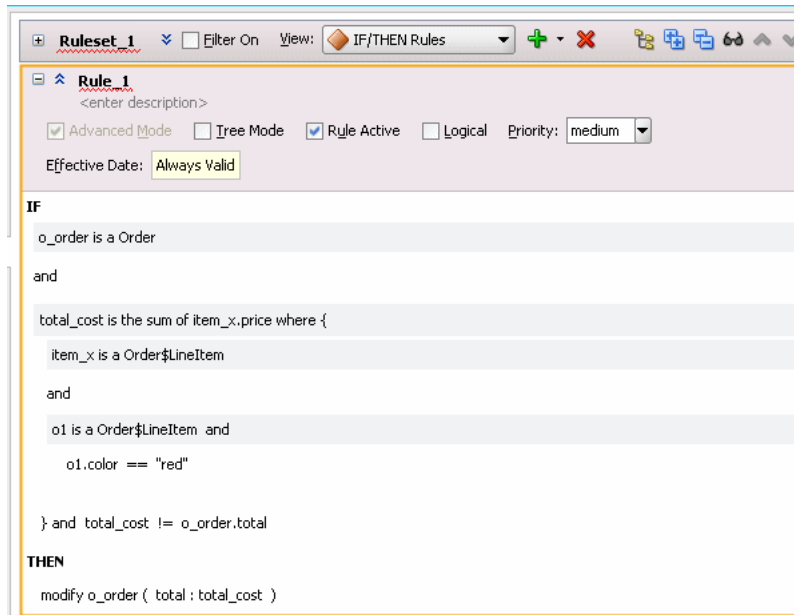 Ruleset_1 Filter On View: IF/THEN Rules
Rule_1
<enter description>
Advanced Mode Tree Mode Rule Active Logical Priority: medium
Effective Date: Always Valid
IF
o_order is a Order
and
total_cost is the sum of item_x.price where {
item_x is a Order$LineItem
and
o1 is a Order$LineItem and
o1.color == "red"
} and total_cost != o_order.total
THEN
modify o_order ( total : total_cost )